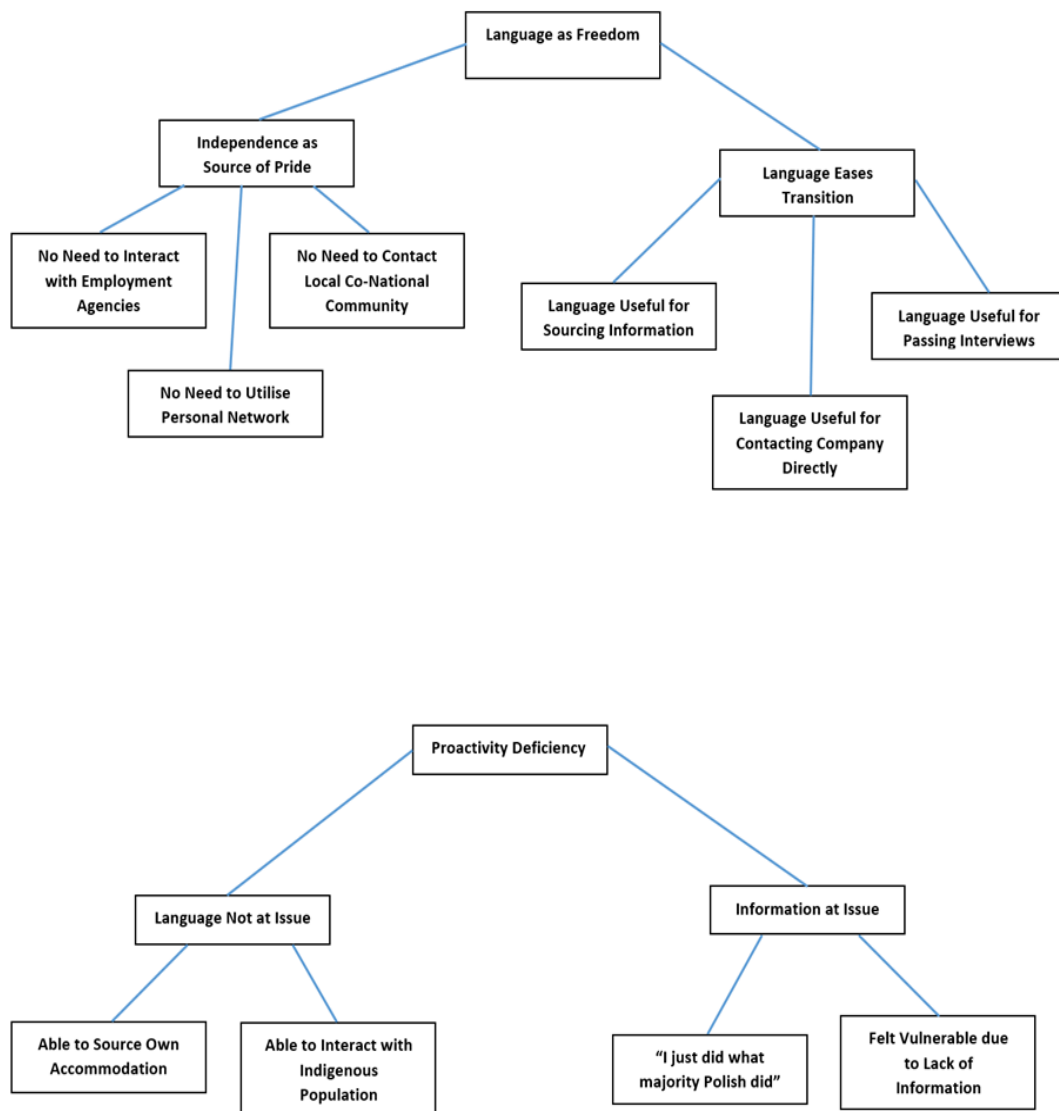 Language as Freedom
Independence as
Source of Pride
Language Eases
Transition
No Need to Interact
with Employment
Agencies
No Need to Contact
Local Co-National
Community
Language Useful for
Sourcing Information
Language Useful for
Passing Interviews
No Need to Utilise
Personal Network
Language Useful for
Contacting Company
Directly
Proactivity Deficiency
Language Not at Issue
Information at Issue
Able to Source Own
Accommodation
Able to Interact with
Indigenous
Population
“I just did what
majority Polish did”
Felt Vulnerable due
to Lack of
Information